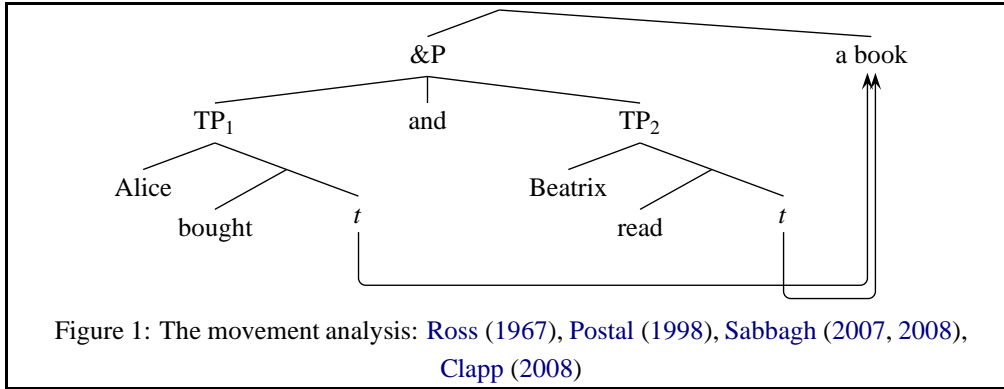 &P a book
TP1 and TP2
Alice Beatrix
bought t read t
Figure 1: The movement analysis: Ross (1967), Postal (1998), Sabbagh (2007, 2008),
Clapp (2008)